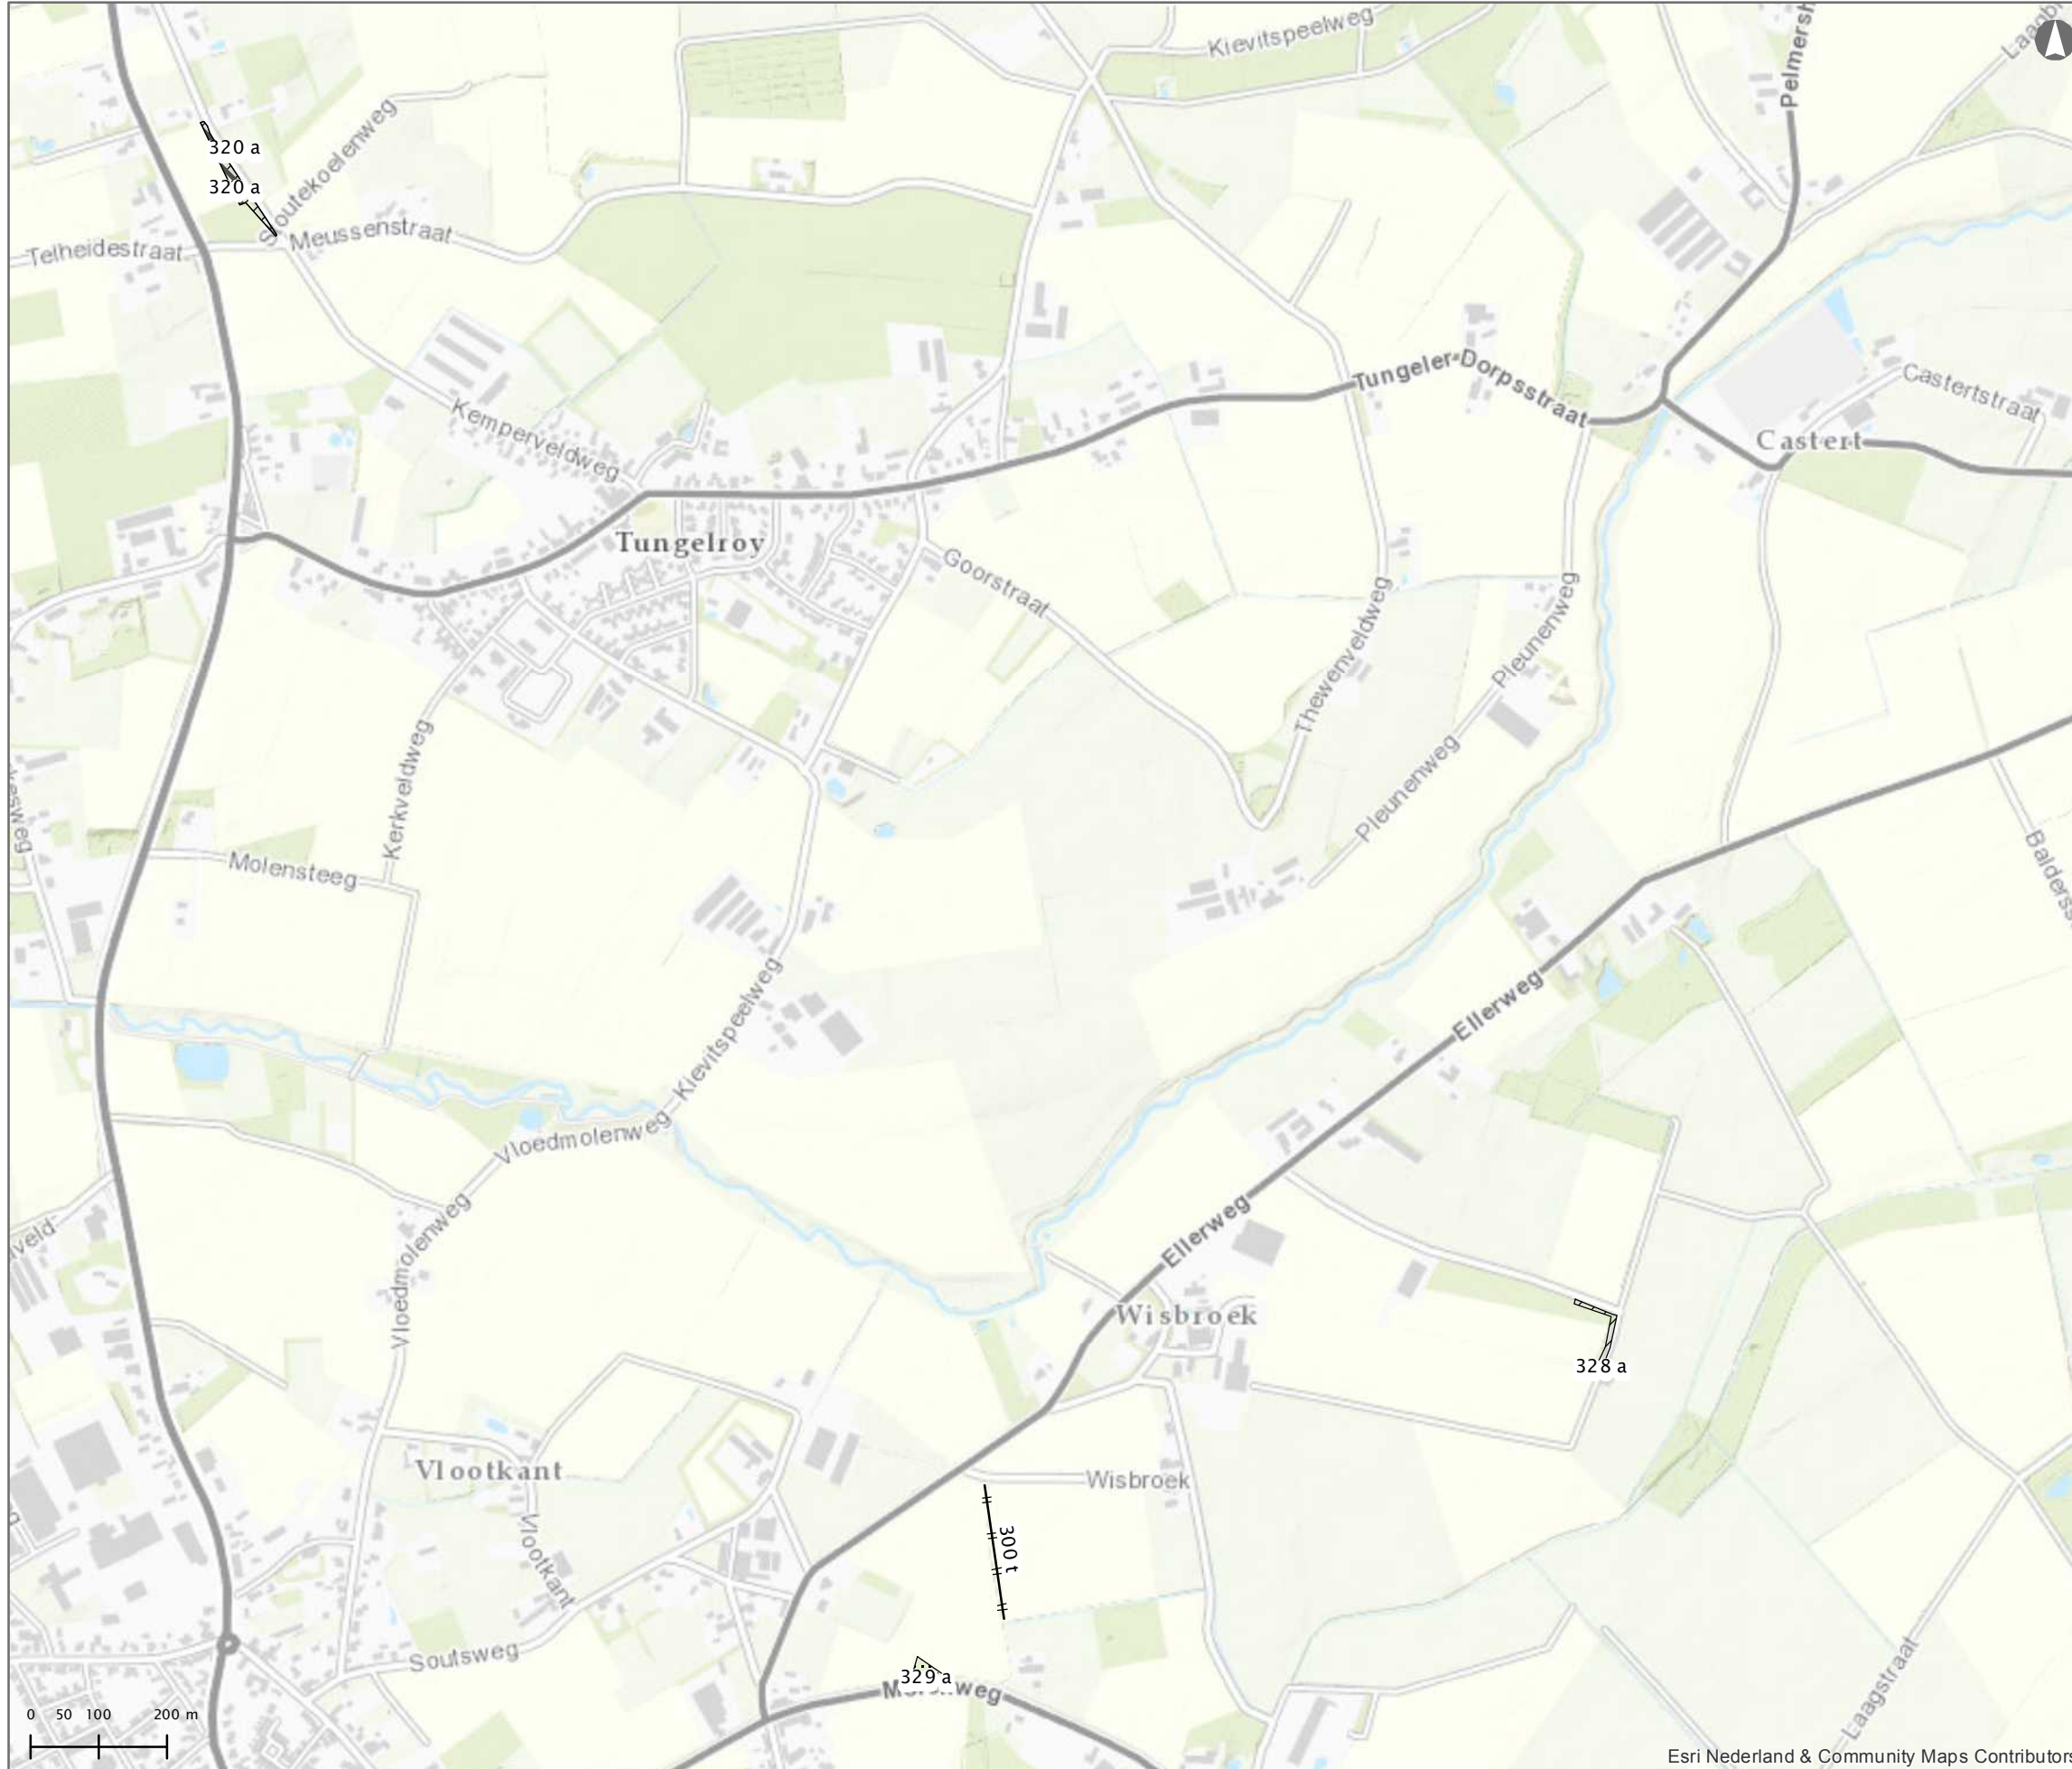 Kievitspeelweg
Pelmersh
320 a
320 a
Meussenstraat
Telheidestraat
Tungeler-Dorpsstraat
Castertstraat
Castert
Kemperveldweg
Tungelroy
Goorstraat
Thewenveldweg
Pleunenweg
Pleunenweg
Kerkveldweg
Molensteeg
Balderss
Kievitspeelweg
Ellerweg
Vloedmolenweg
Vloedmolenweg
Ellerweg
Wisbroek
328 a
Vlootkant
Wisbroek
Vlootkant
300 t
Soutsweg
329 a
Laagstraat
0 50 100 200 m
Esri Nederland & Community Maps Contributors